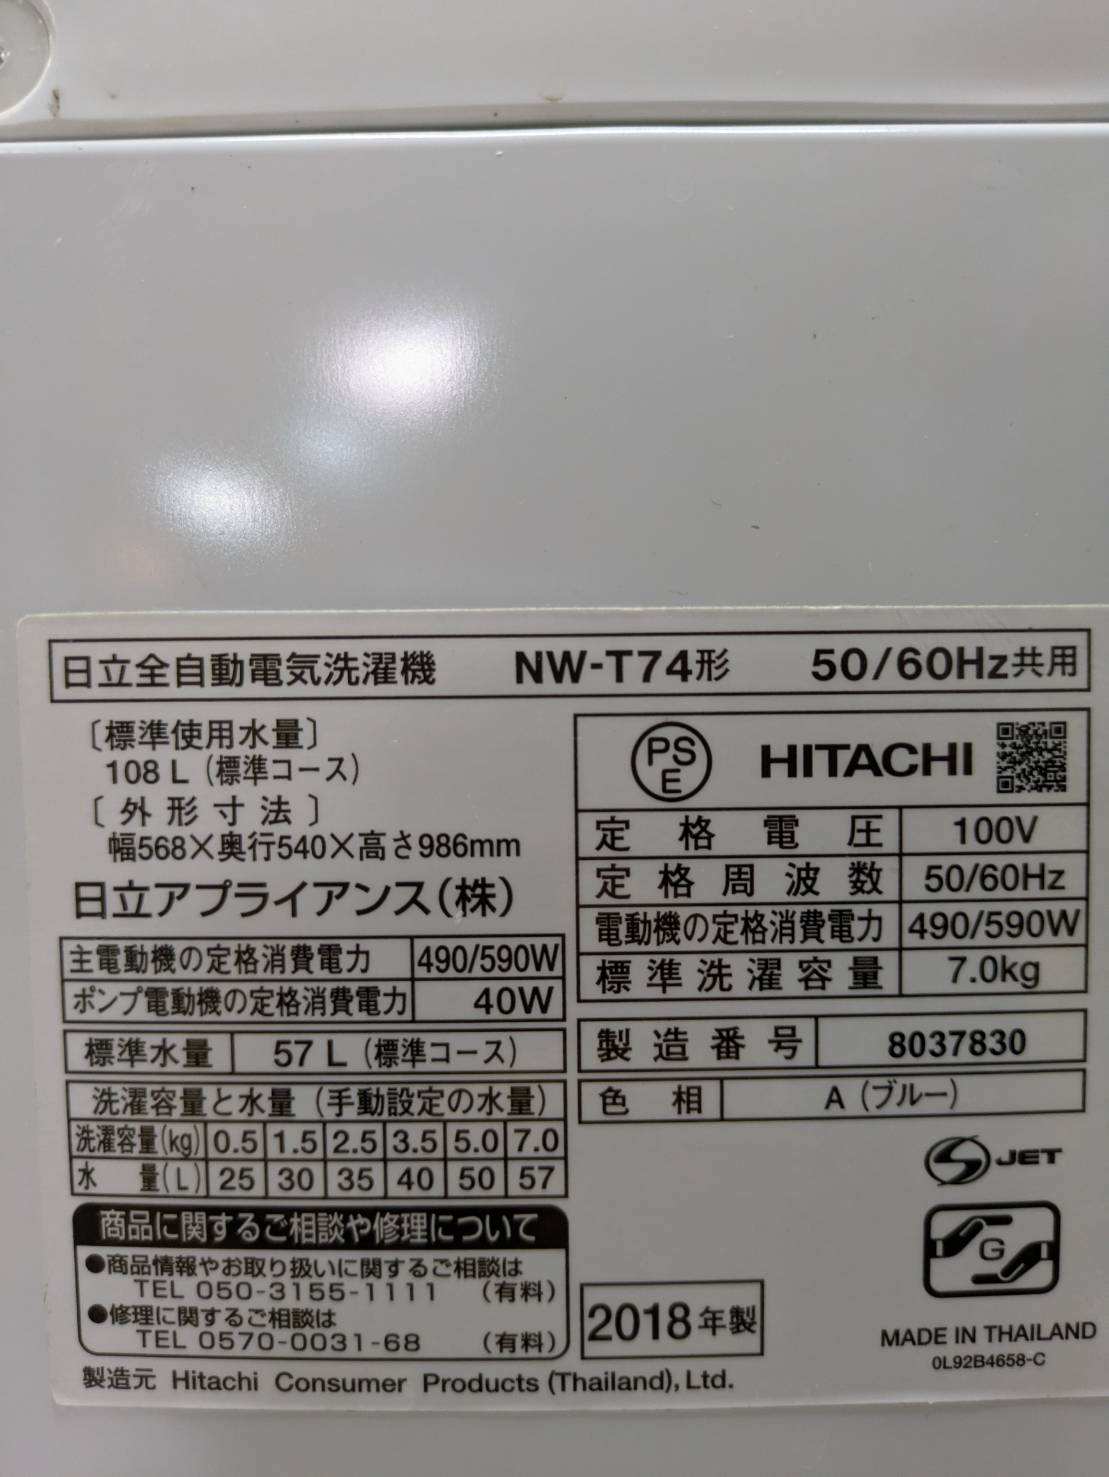 日立全自動電気洗濯機 NW-T74形 50/60Hz共用
〔標準使用水量〕
108 L (標準コース)
〔外形寸法〕
幅568×奥行540×高さ986mm
日立アプライアンス(株)
主電動機の定格消費電力 490/590W
ポンプ電動機の定格消費電力 40W
標準水量 57 L (標準コース)
洗濯容量と水量 (手動設定の水量)
洗濯容量(kg) 0.5 1.5 2.5 3.5 5.0 7.0
水 量(L) 25 30 35 40 50 57
商品に関するご相談や修理について
●商品情報やお取り扱いに関するご相談は
TEL 050-3155-1111 (有料)
●修理に関するご相談は
TEL 0570-0031-68 (有料)
製造元 Hitachi Consumer Products (Thailand), Ltd.
PS
E
HITACHI
定格電圧 100V
定格周波数 50/60Hz
電動機の定格消費電力 490/590W
標準洗濯容量 7.0kg
製造番号 8037830
色相 A (ブルー)
JET
G
2018年製
MADE IN THAILAND
0L92B4658-C